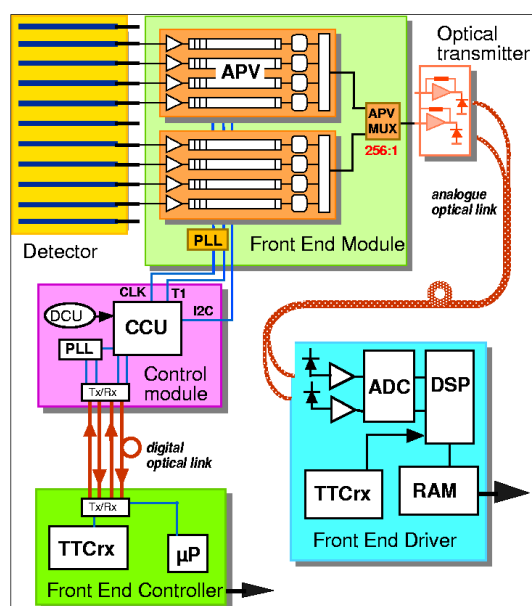 Optical
transmitter
APV
APV
MUX
256:1
analogue
optical link
PLL
Front End Module
Detector
CLK
T1
I2C
DCU
CCU
PLL
Control
module
Tx/Rx
digital
optical link
ADC
DSP
TTCrx
RAM
Front End Driver
Tx/Rx
TTCrx
µP
Front End Controller